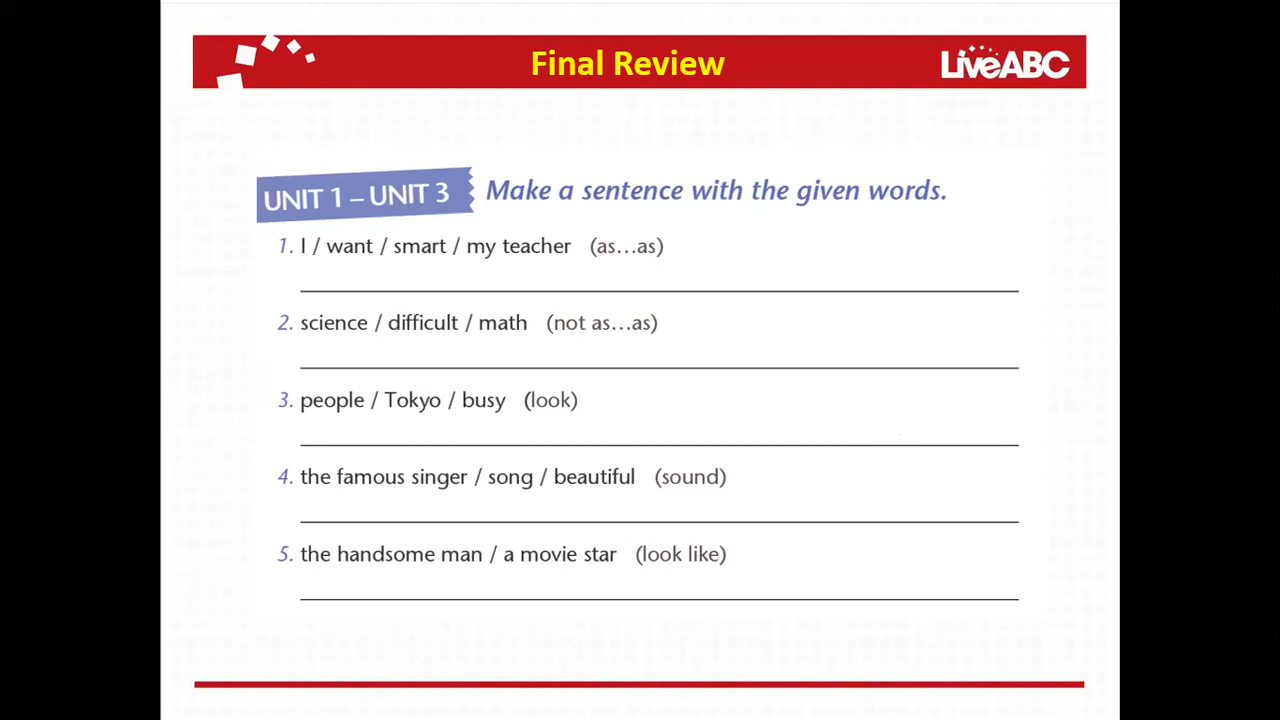 Final Review
LiveABC
UNIT 1 – UNIT 3 Make a sentence with the given words.
1. I / want / smart / my teacher (as...as)
2. science / difficult / math (not as...as)
3. people / Tokyo / busy (look)
4. the famous singer / song / beautiful (sound)
5. the handsome man / a movie star (look like)